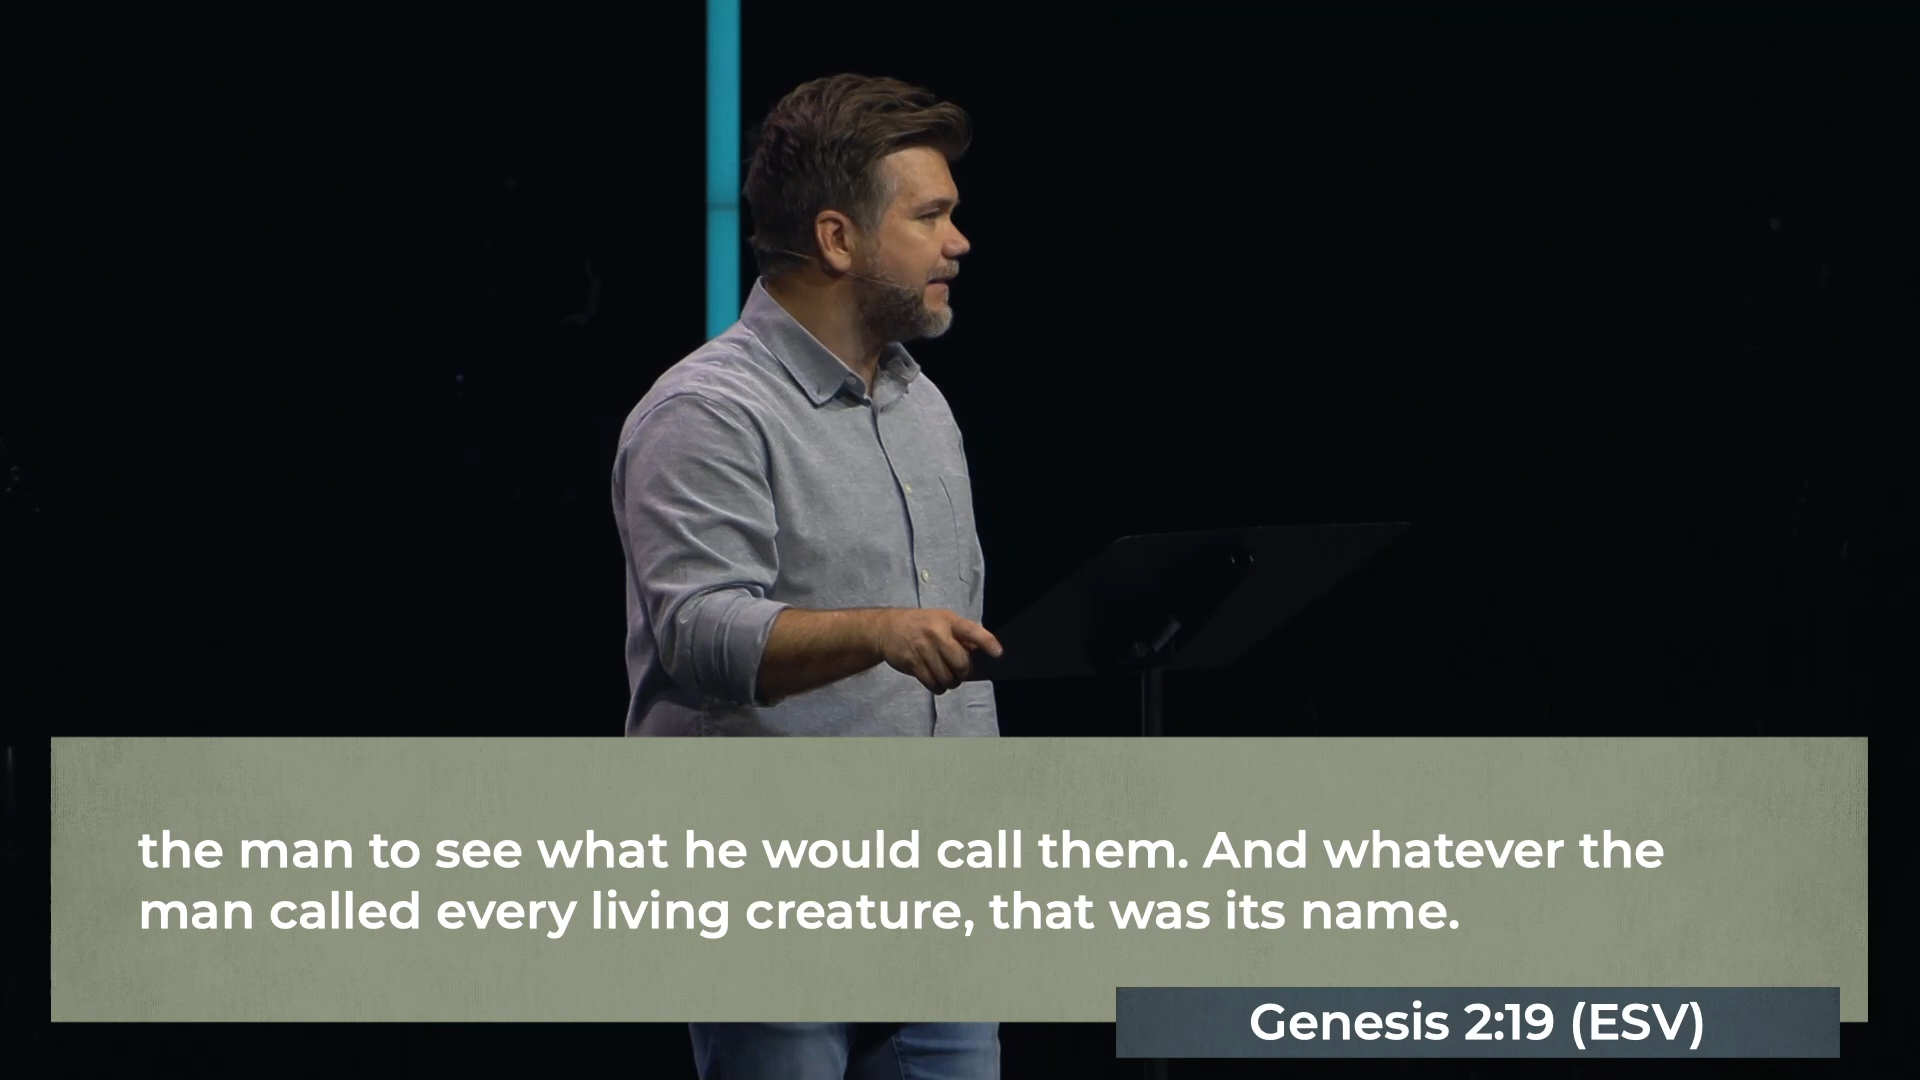 the man to see what he would call them. And whatever the
man called every living creature, that was its name.
Genesis 2:19 (ESV)